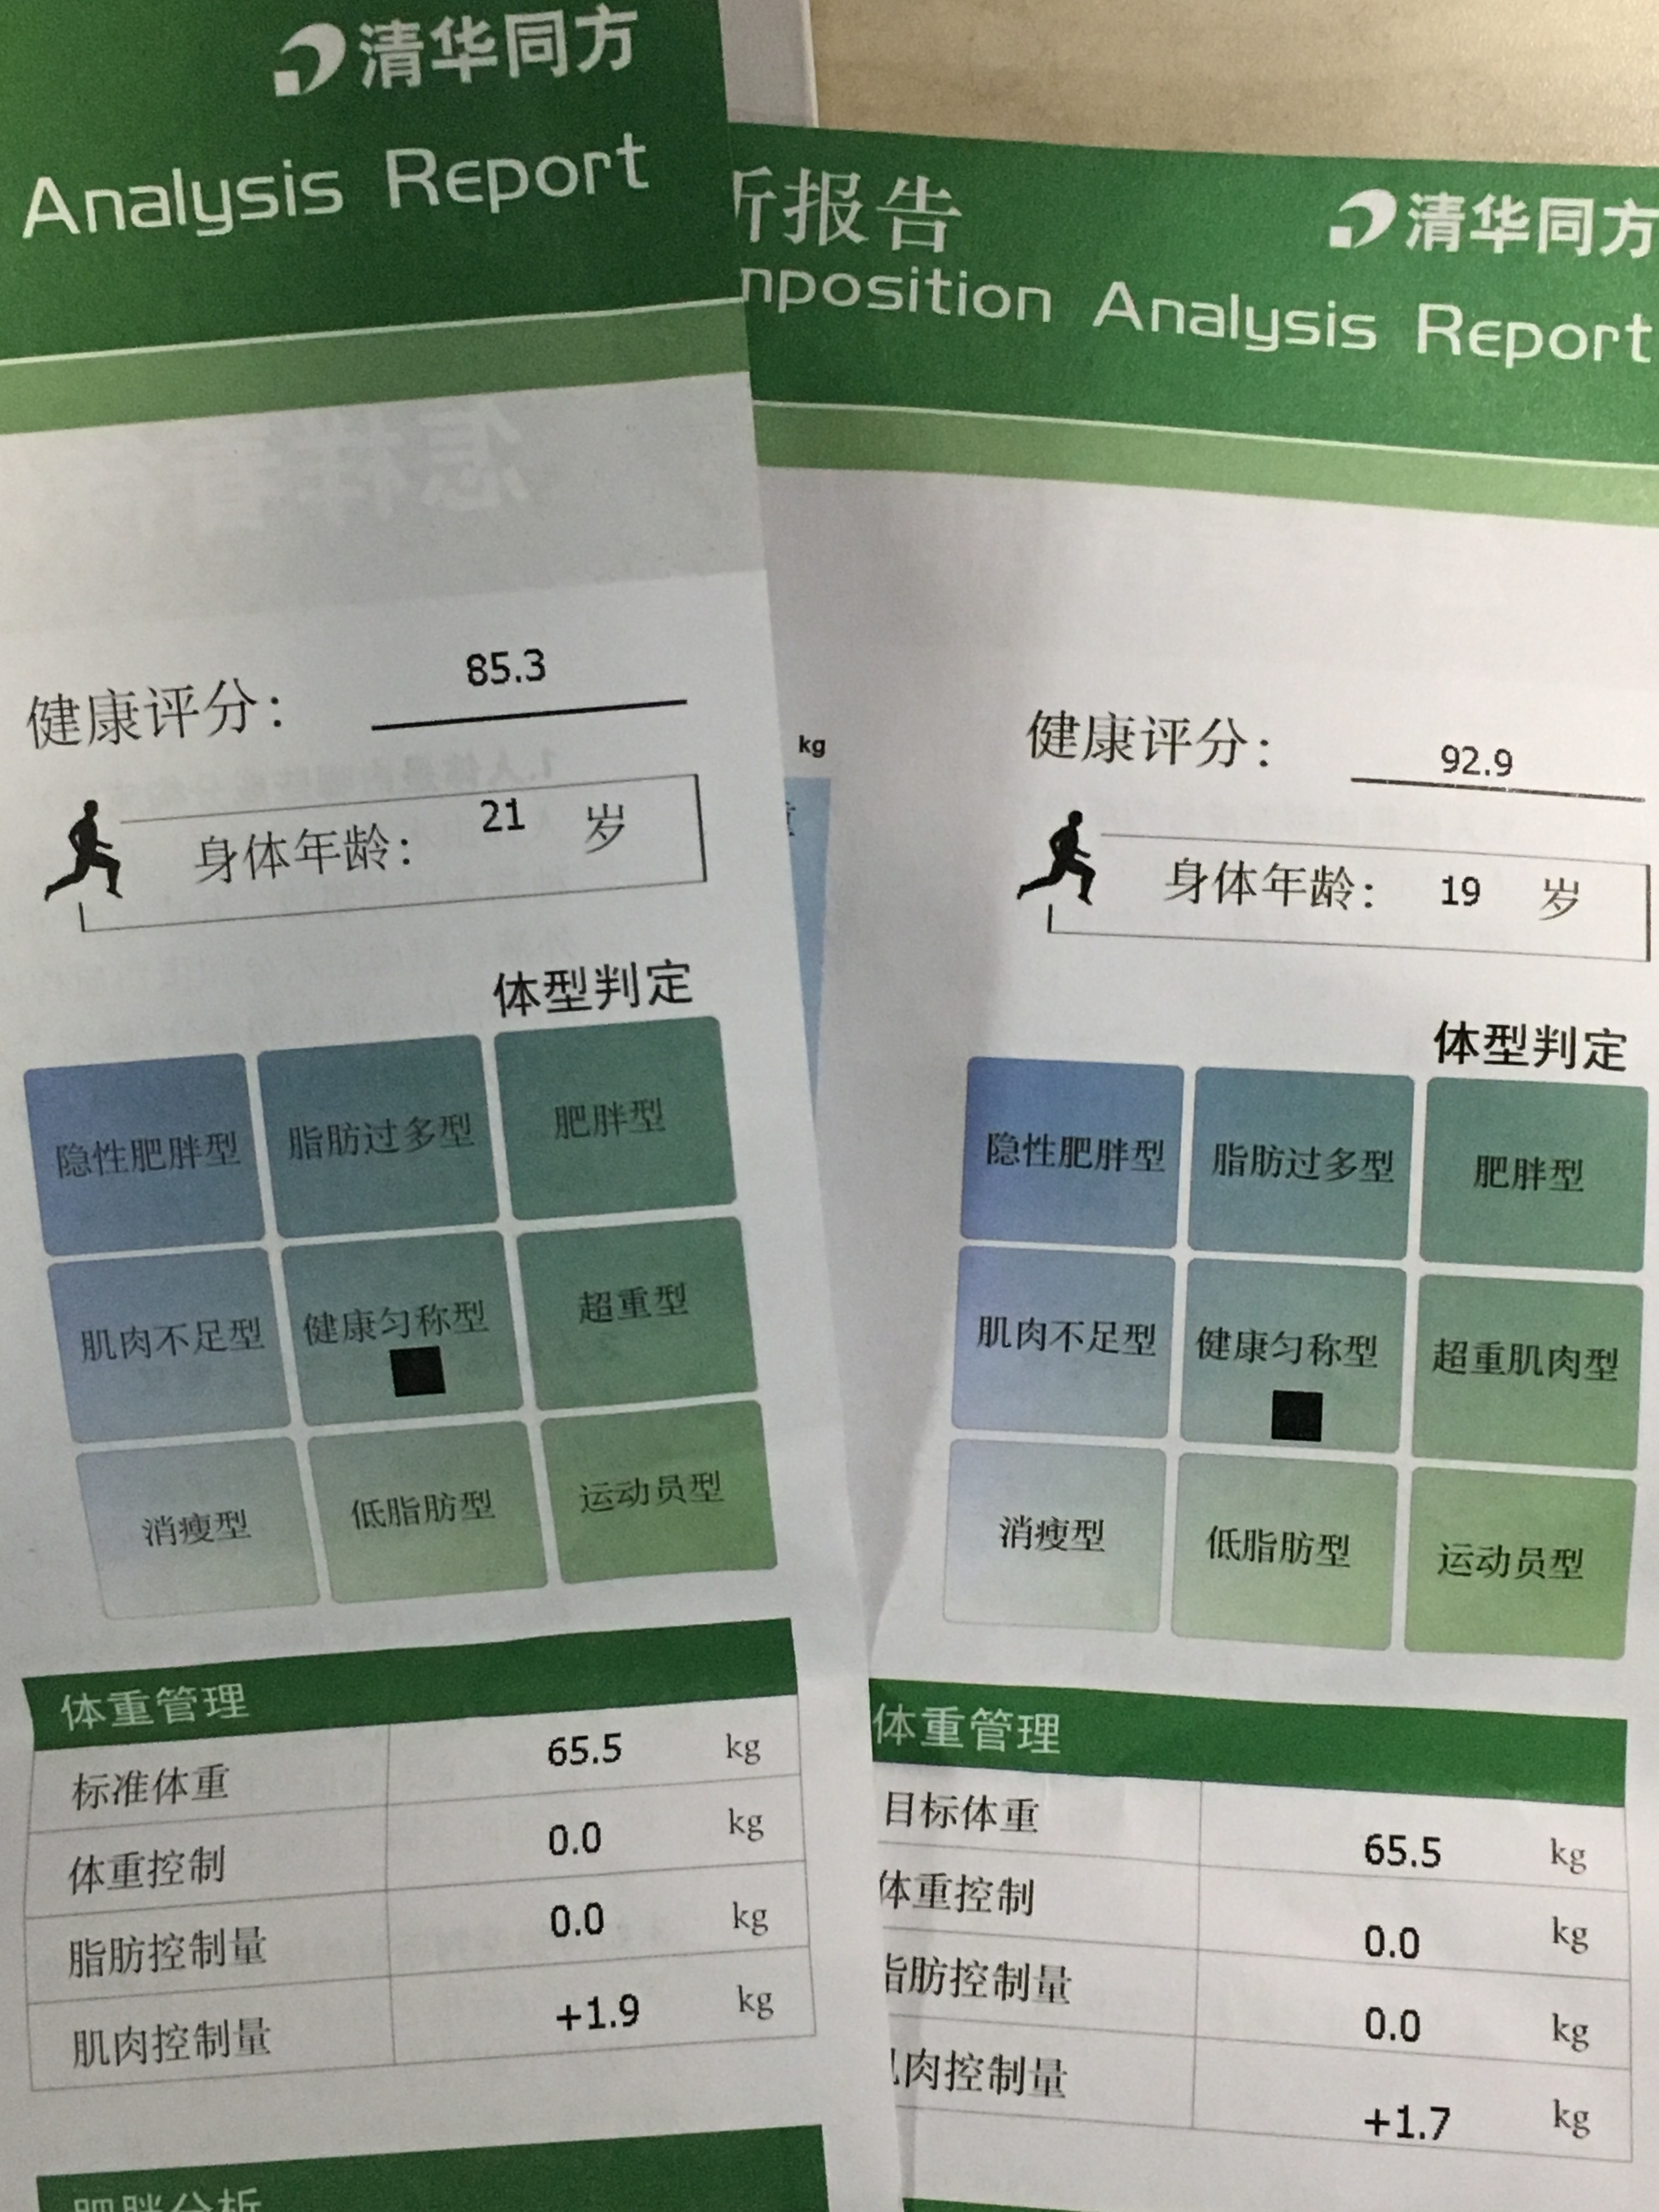 清华同方
Analysis Report
健康评分： 85.3
身体年龄： 21 岁
体型判定
隐性肥胖型 脂肪过多型 肥胖型
肌肉不足型 健康匀称型 超重型
消瘦型 低脂肪型 运动员型
体重管理
标准体重 65.5 kg
体重控制 0.0 kg
脂肪控制量 0.0 kg
肌肉控制量 +1.9 kg
肥胖分析
kg
析报告
清华同方
mposition Analysis Report
健康评分： 92.9
身体年龄： 19 岁
体型判定
隐性肥胖型 脂肪过多型 肥胖型
肌肉不足型 健康匀称型 超重肌肉型
消瘦型 低脂肪型 运动员型
体重管理
目标体重 65.5 kg
体重控制 0.0 kg
脂肪控制量 0.0 kg
肌肉控制量 +1.7 kg